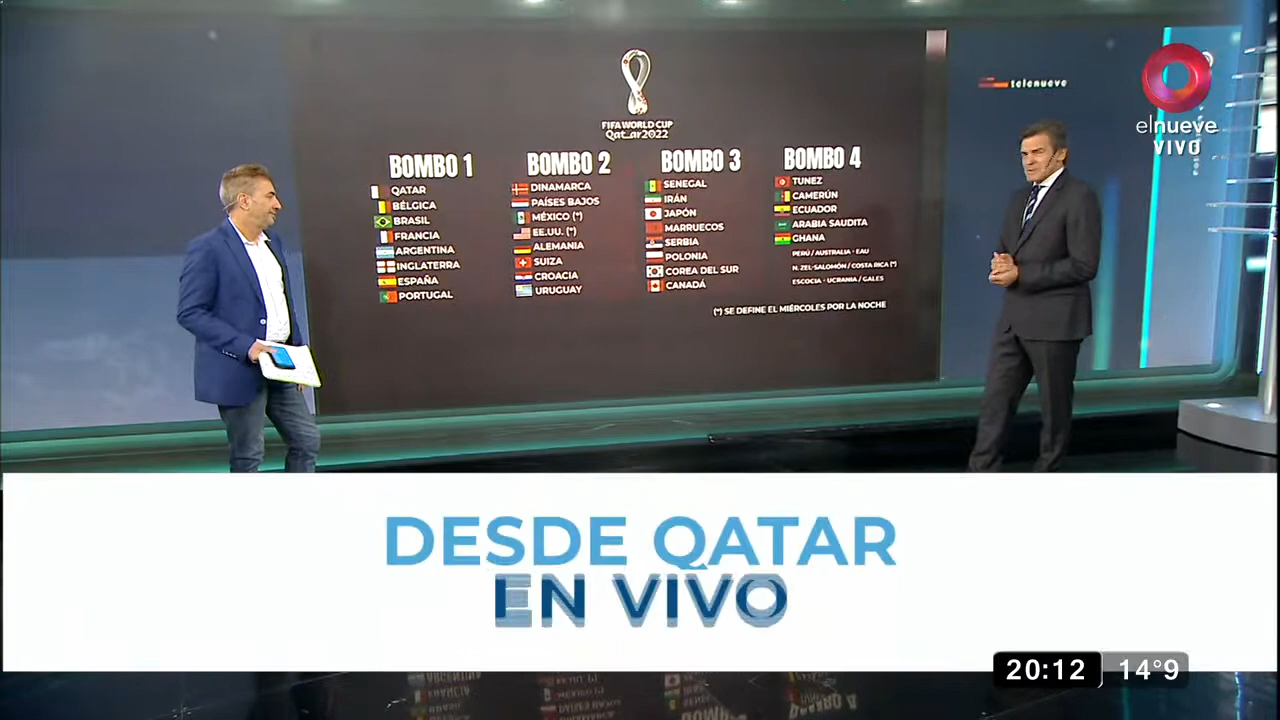 FIFA WORLD CUP
Qatar2022
telenueve
elnueve
VIVO
BOMBO 1
QATAR
BÉLGICA
BRASIL
FRANCIA
ARGENTINA
INGLATERRA
ESPAÑA
PORTUGAL
BOMBO 2
DINAMARCA
PAÍSES BAJOS
MÉXICO (*)
EE.UU. (*)
ALEMANIA
SUIZA
CROACIA
URUGUAY
BOMBO 3
SENEGAL
IRÁN
JAPÓN
MARRUECOS
SERBIA
POLONIA
COREA DEL SUR
CANADÁ
BOMBO 4
TUNEZ
CAMERÚN
ECUADOR
ARABIA SAUDITA
GHANA
PERÚ / AUSTRALIA - EAU
N. ZEL-SALOMÓN / COSTA RICA (*)
ESCOCIA - UCRANIA / GALES
(*) SE DEFINE EL MIÉRCOLES POR LA NOCHE
DESDE QATAR
EN VIVO
20:12 14°9